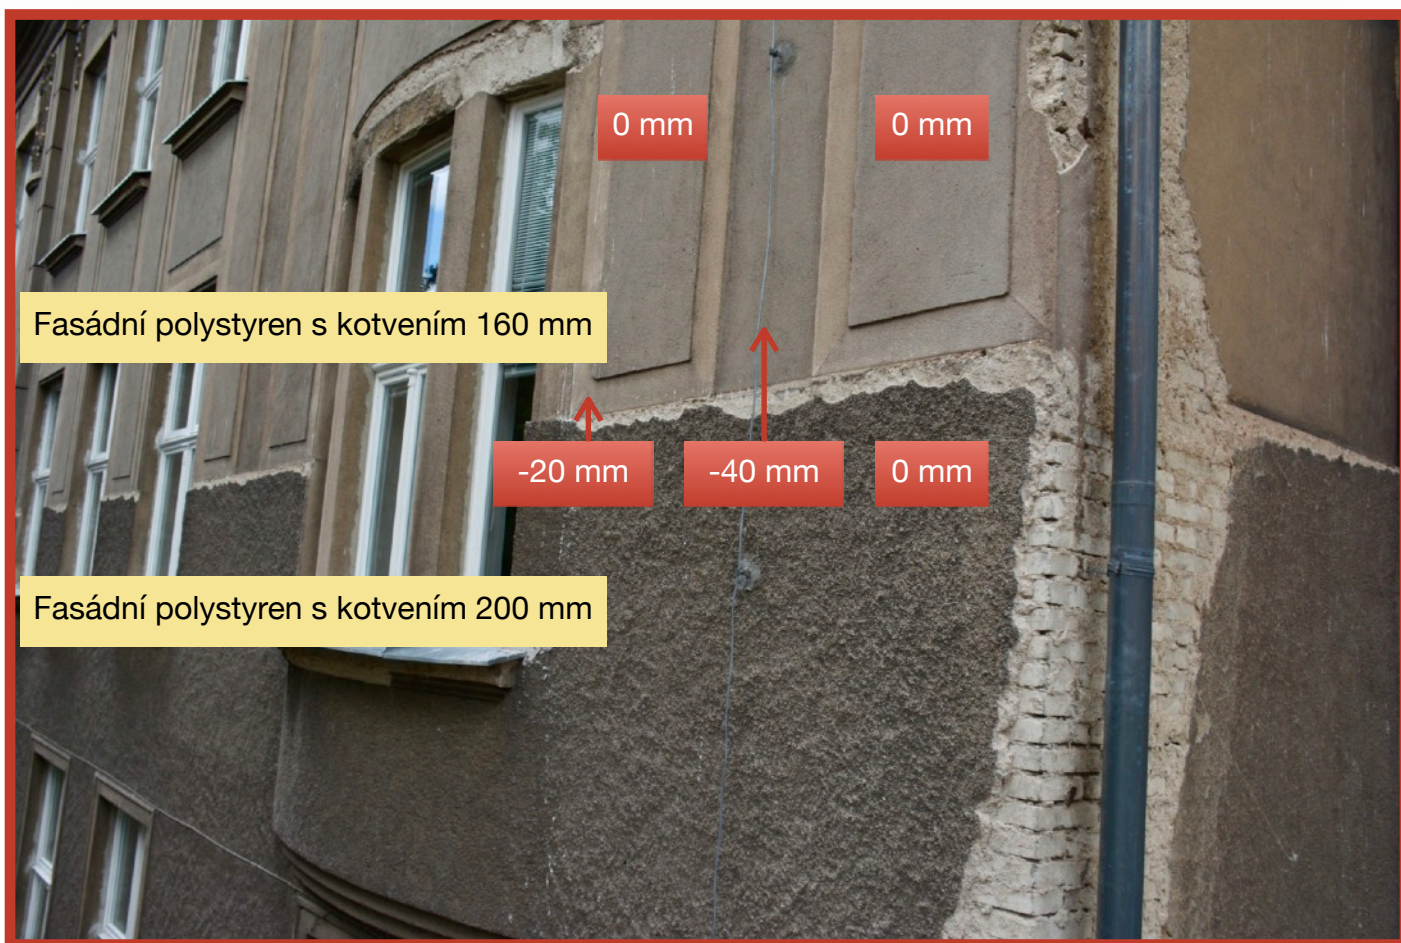 0 mm
0 mm
Fasádní polystyren s kotvením 160 mm
-20 mm
-40 mm
0 mm
Fasádní polystyren s kotvením 200 mm